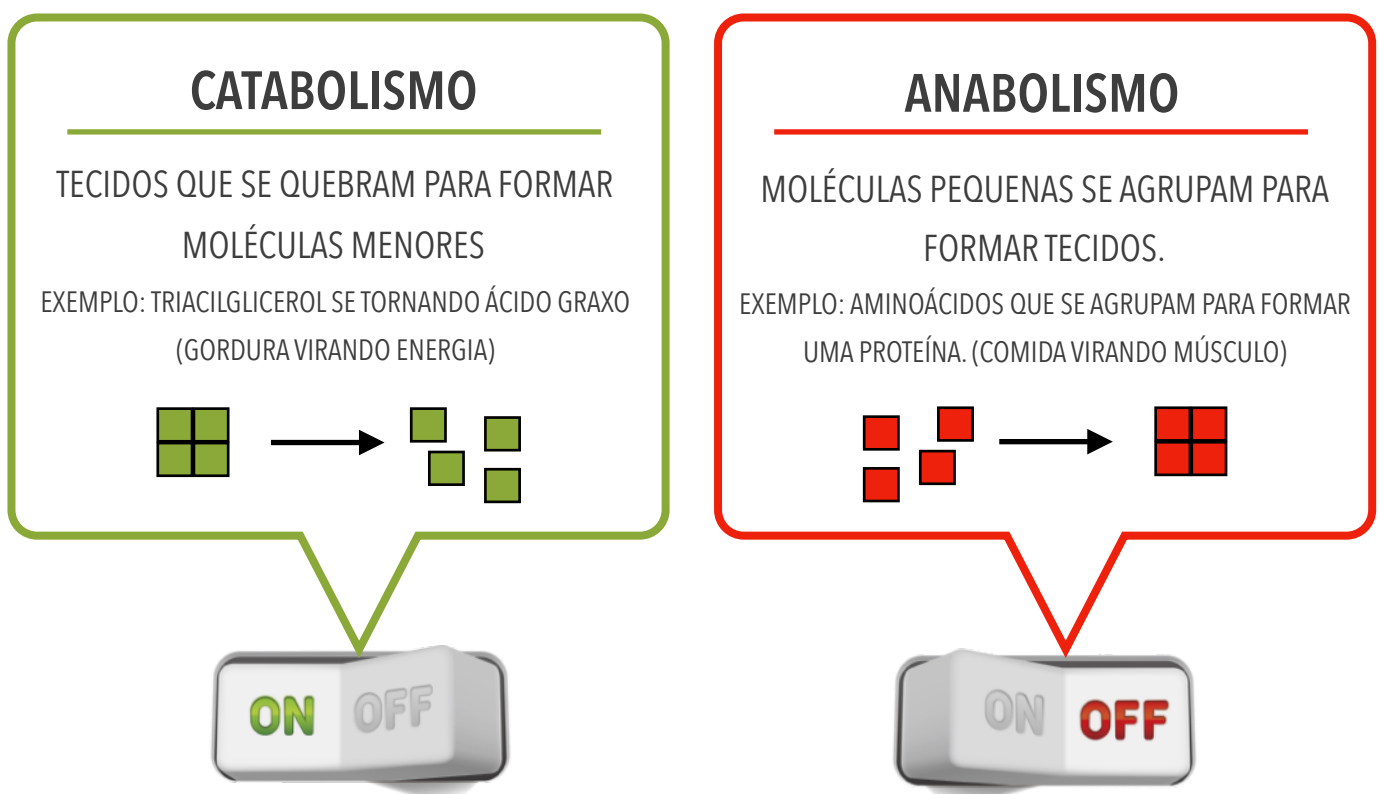 CATABOLISMO
TECIDOS QUE SE QUEBRAM PARA FORMAR
MOLÉCULAS MENORES
EXEMPLO: TRIACILGLICEROL SE TORNANDO ÁCIDO GRAXO
(GORDURA VIRANDO ENERGIA)
ON OFF
ANABOLISMO
MOLÉCULAS PEQUENAS SE AGRUPAM PARA
FORMAR TECIDOS.
EXEMPLO: AMINOÁCIDOS QUE SE AGRUPAM PARA FORMAR
UMA PROTEÍNA. (COMIDA VIRANDO MÚSCULO)
ON OFF